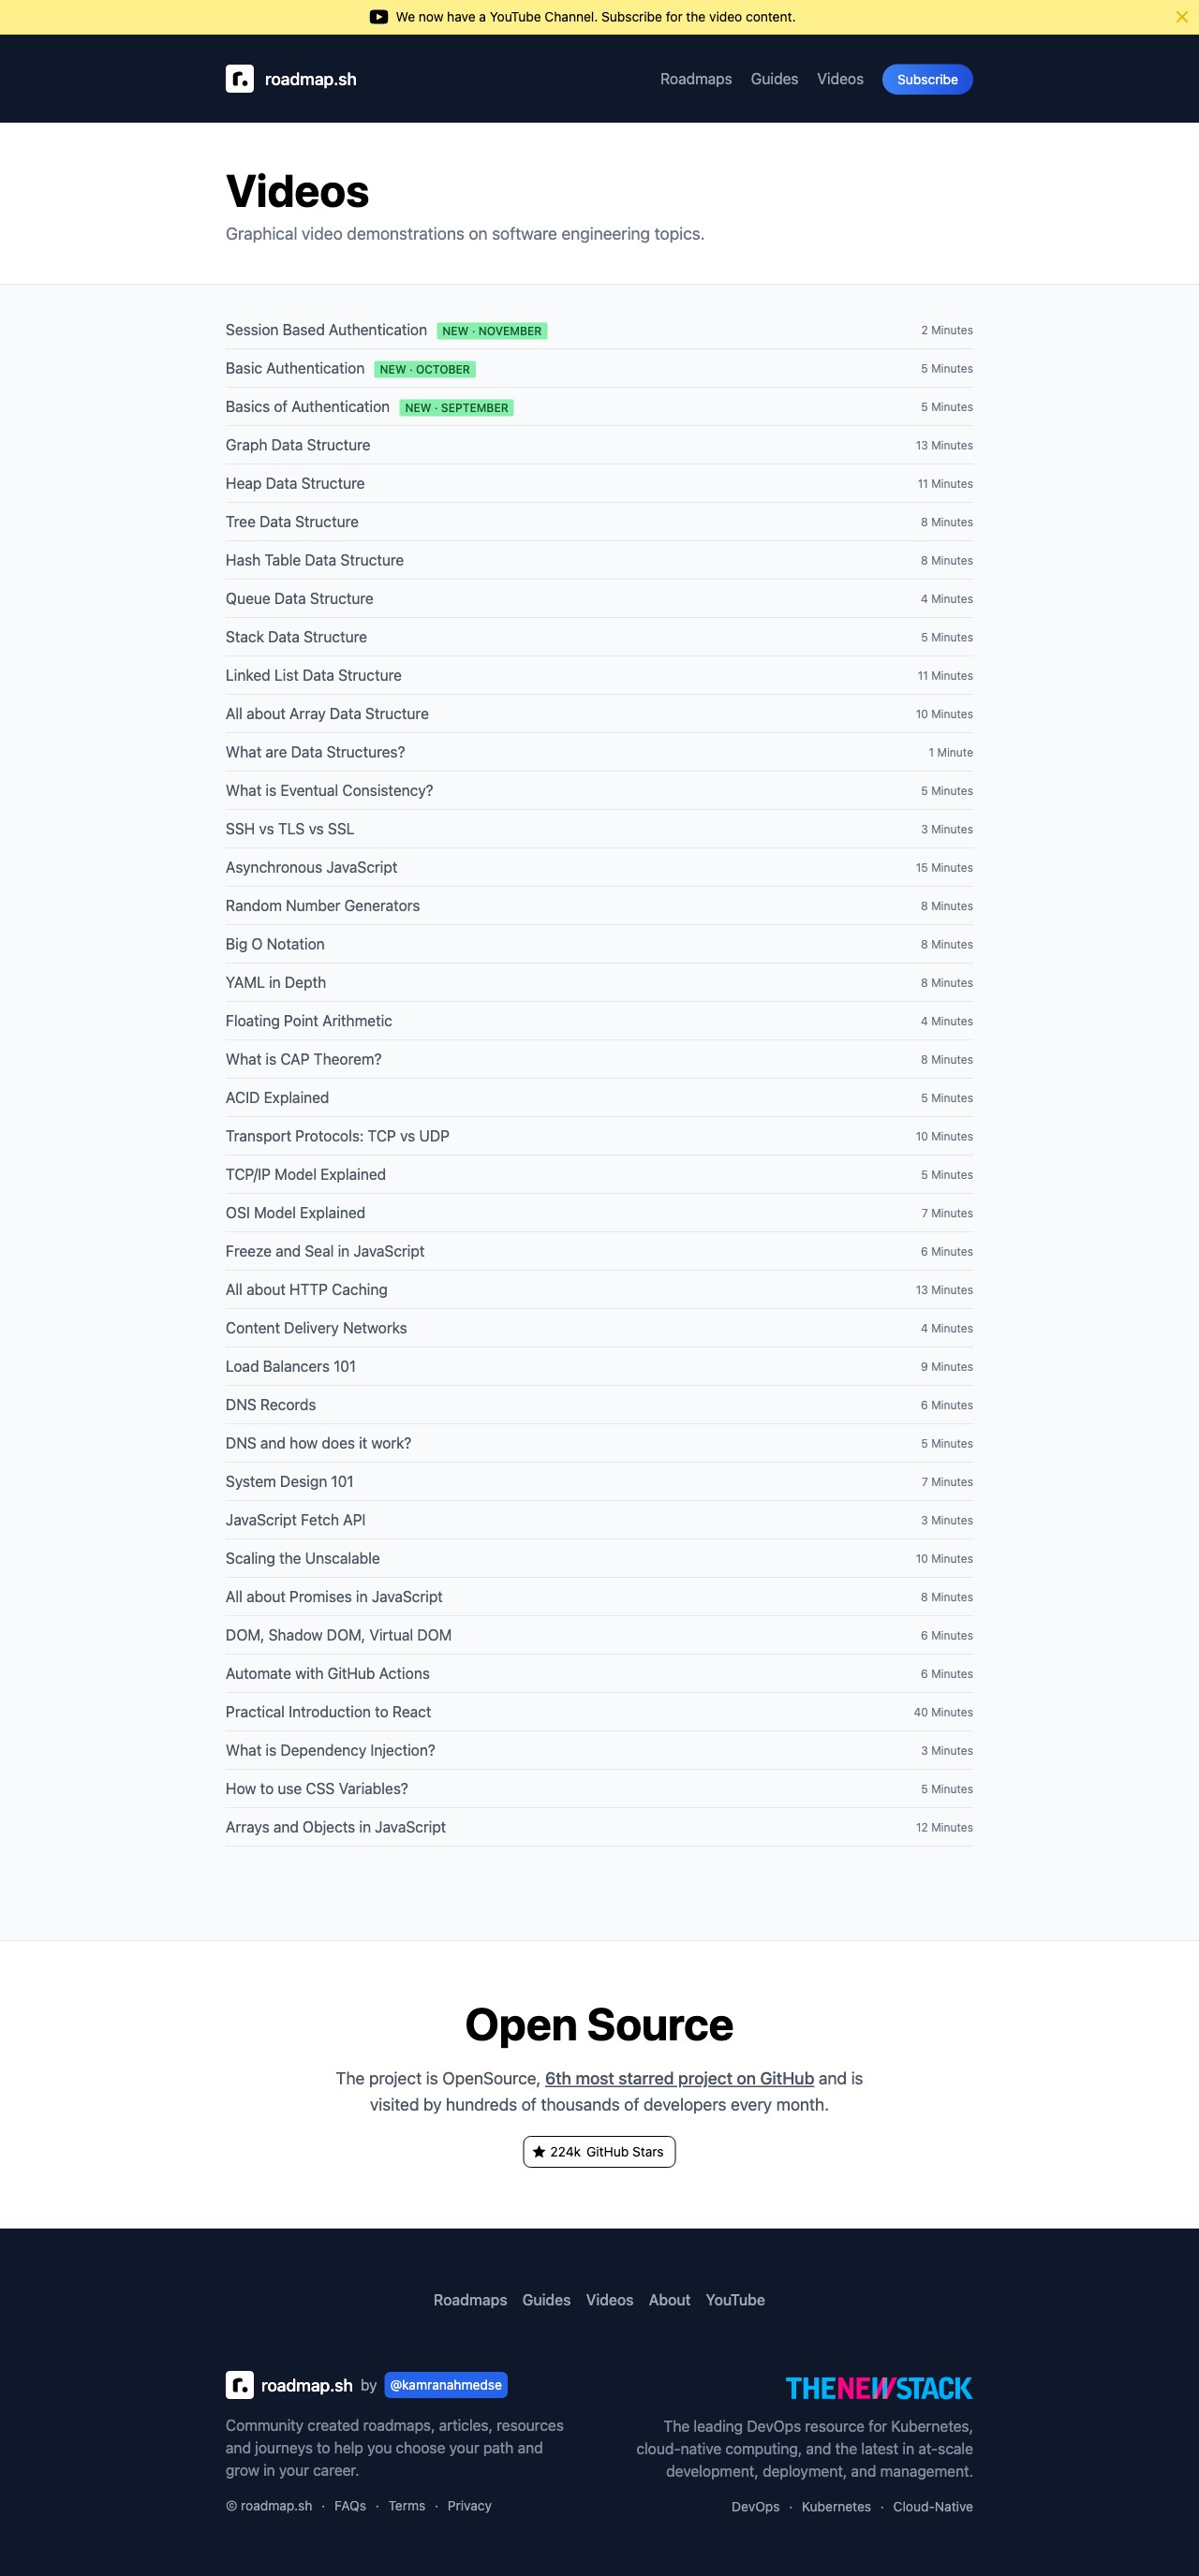 We now have a YouTube Channel. Subscribe for the video content.
roadmap.sh Roadmaps Guides Videos Subscribe
Videos
Graphical video demonstrations on software engineering topics.
Session Based Authentication NEW · NOVEMBER 2 Minutes
Basic Authentication NEW · OCTOBER 5 Minutes
Basics of Authentication NEW · SEPTEMBER 5 Minutes
Graph Data Structure 13 Minutes
Heap Data Structure 11 Minutes
Tree Data Structure 8 Minutes
Hash Table Data Structure 8 Minutes
Queue Data Structure 4 Minutes
Stack Data Structure 5 Minutes
Linked List Data Structure 11 Minutes
All about Array Data Structure 10 Minutes
What are Data Structures? 1 Minute
What is Eventual Consistency? 5 Minutes
SSH vs TLS vs SSL 3 Minutes
Asynchronous JavaScript 15 Minutes
Random Number Generators 8 Minutes
Big O Notation 8 Minutes
YAML in Depth 8 Minutes
Floating Point Arithmetic 4 Minutes
What is CAP Theorem? 8 Minutes
ACID Explained 5 Minutes
Transport Protocols: TCP vs UDP 10 Minutes
TCP/IP Model Explained 5 Minutes
OSI Model Explained 7 Minutes
Freeze and Seal in JavaScript 6 Minutes
All about HTTP Caching 13 Minutes
Content Delivery Networks 4 Minutes
Load Balancers 101 9 Minutes
DNS Records 6 Minutes
DNS and how does it work? 5 Minutes
System Design 101 7 Minutes
JavaScript Fetch API 3 Minutes
Scaling the Unscalable 10 Minutes
All about Promises in JavaScript 8 Minutes
DOM, Shadow DOM, Virtual DOM 6 Minutes
Automate with GitHub Actions 6 Minutes
Practical Introduction to React 40 Minutes
What is Dependency Injection? 3 Minutes
How to use CSS Variables? 5 Minutes
Arrays and Objects in JavaScript 12 Minutes
Open Source
The project is OpenSource, 6th most starred project on GitHub and is
visited by hundreds of thousands of developers every month.
224k GitHub Stars
Roadmaps Guides Videos About YouTube
roadmap.sh by @kamranahmedse
Community created roadmaps, articles, resources
and journeys to help you choose your path and
grow in your career.
© roadmap.sh · FAQs · Terms · Privacy
THENEWSTACK
The leading DevOps resource for Kubernetes,
cloud-native computing, and the latest in at-scale
development, deployment, and management.
DevOps · Kubernetes · Cloud-Native